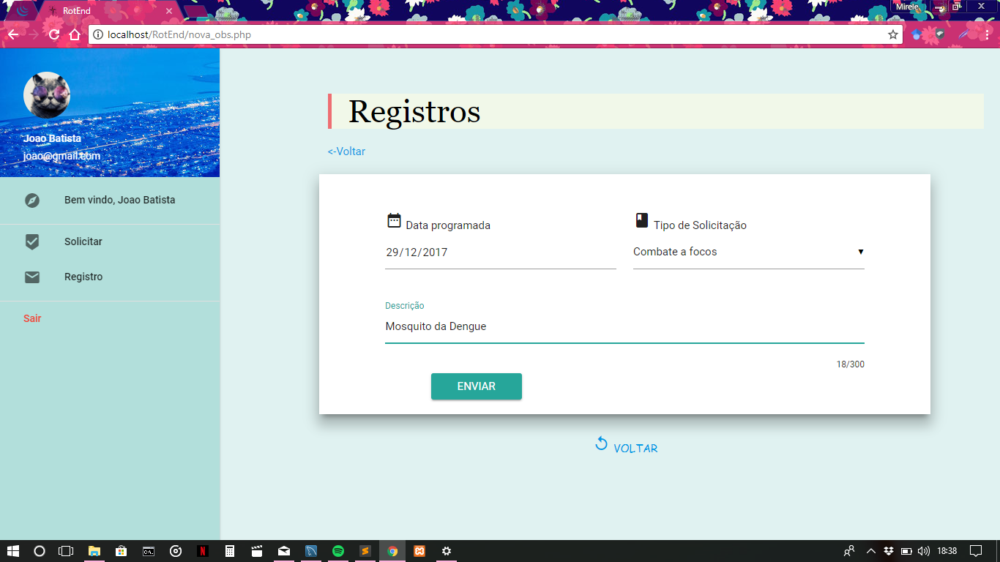 RotEnd
Mirele
localhost/RotEnd/nova_obs.php
Joao Batista
joao@gmail.com
Bem vindo, Joao Batista
Solicitar
Registro
Sair
Registros
<-Voltar
Data programada
Tipo de Solicitação
29/12/2017
Combate a focos
Descrição
Mosquito da Dengue
18/300
ENVIAR
VOLTAR
18:38